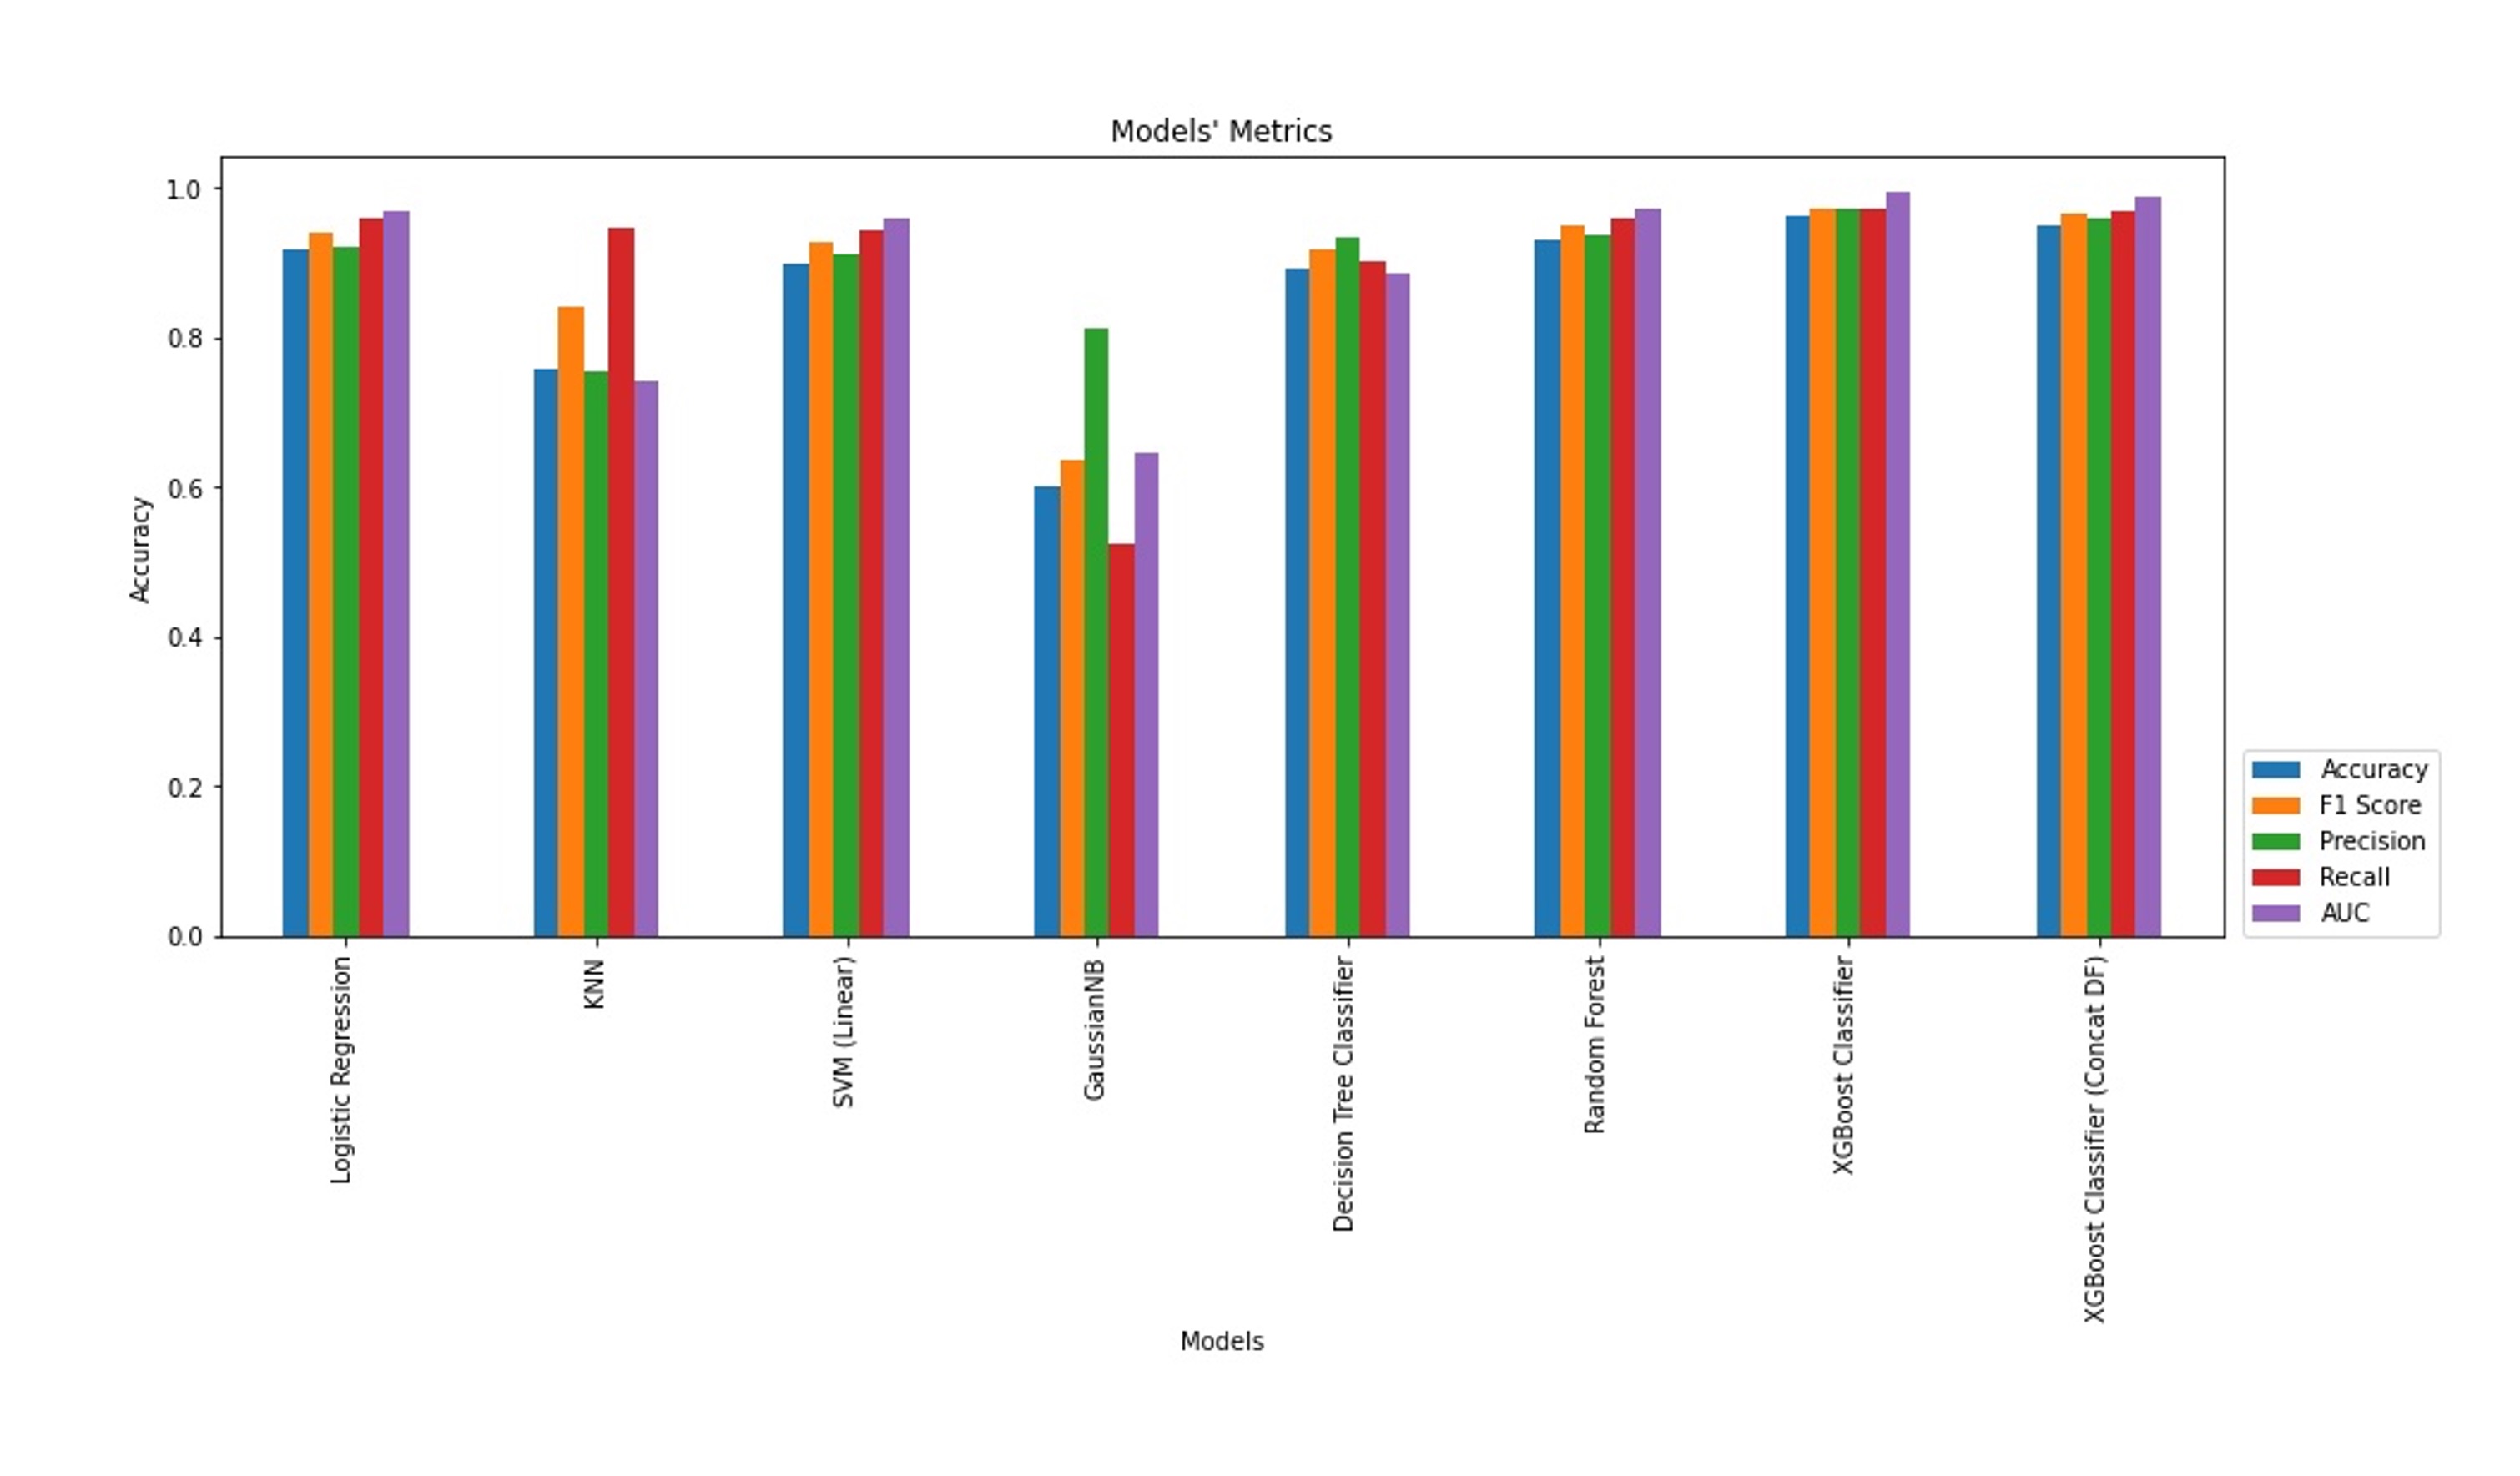 Models' Metrics
1.0
0.8
0.6
0.4
0.2
0.0
Accuracy
Accuracy
F1 Score
Precision
Recall
AUC
Logistic Regression
KNN
SVM (Linear)
GaussianNB
Decision Tree Classifier
Random Forest
XGBoost Classifier
XGBoost Classifier (Concat DF)
Models